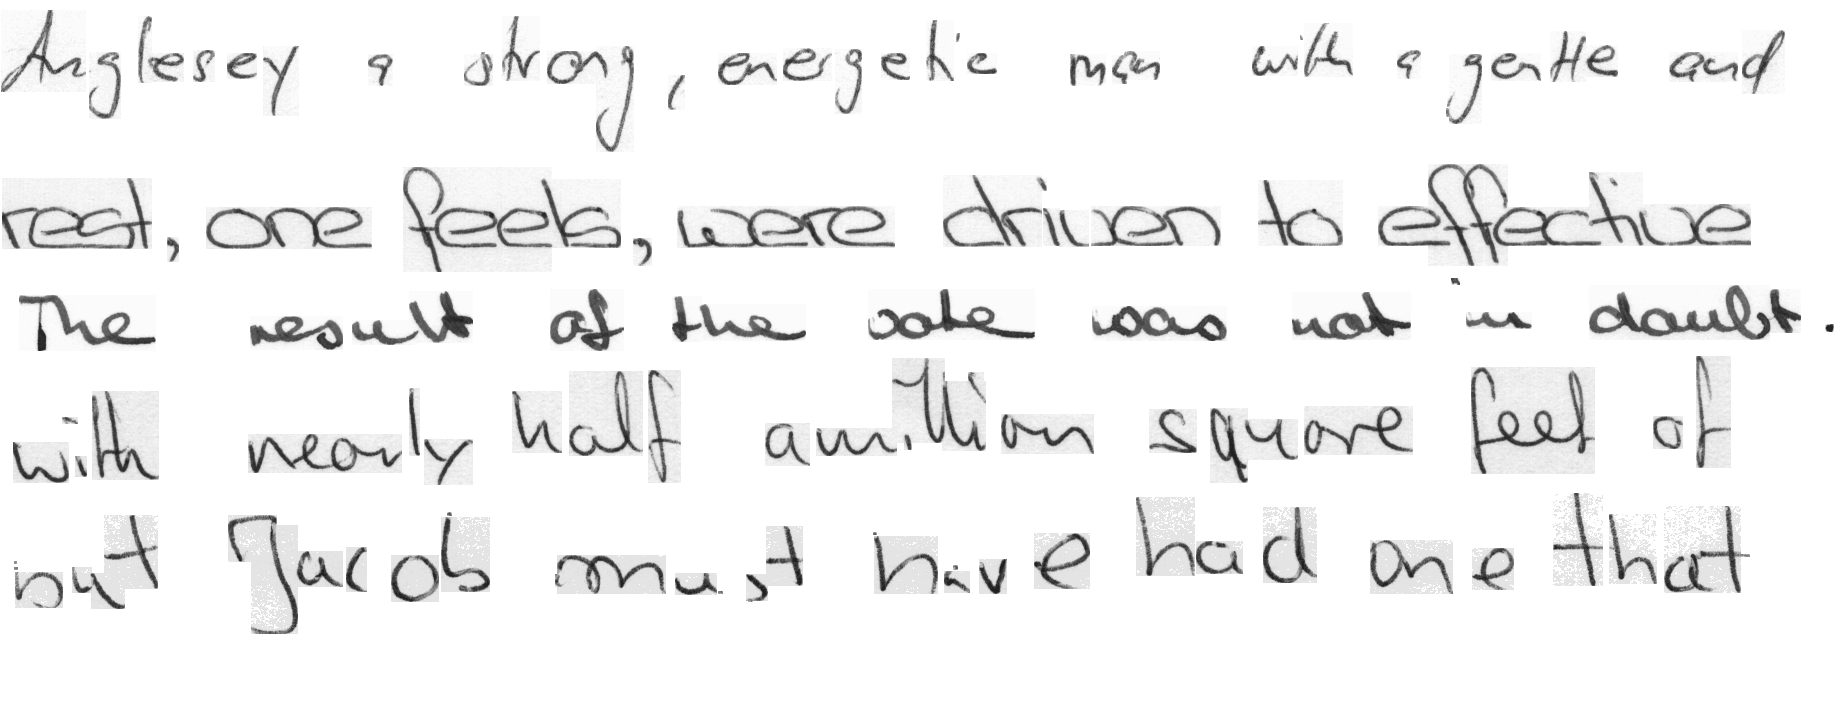 Anglesey a strong, energetic man with a gentle and
rest, one feels, were driven to effective
The result of the vote was not in doubt.
with nearly half a million square feet of
but Jacob must have had one that